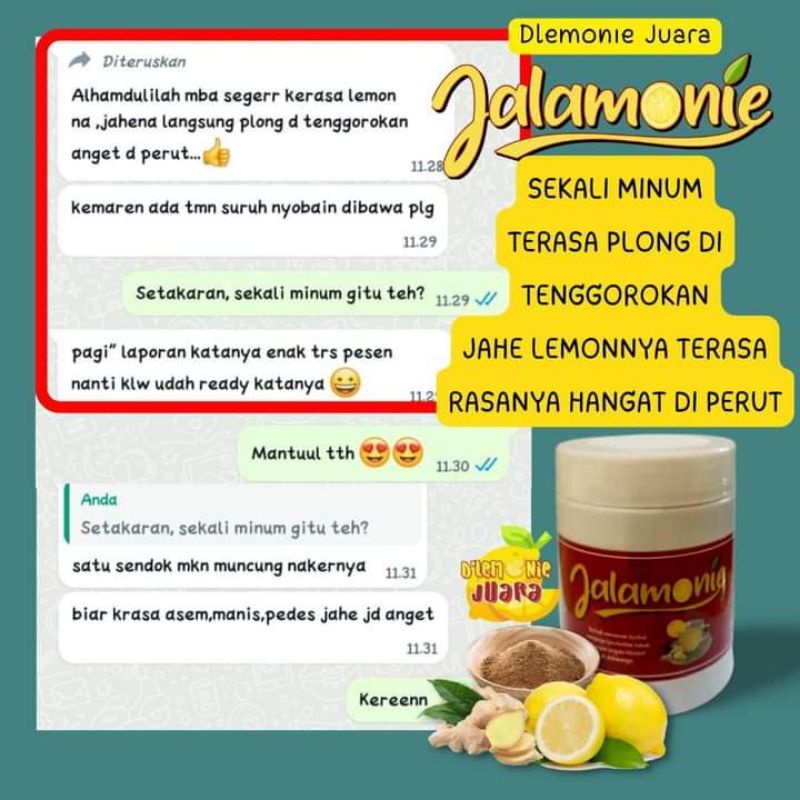 Diteruskan
Alhamdulilah mba segerr kerasa lemon
na ,jahena langsung plong d tenggorokan
anget d perut...👍
11.28
kemaren ada tmn suruh nyobain dibawa plg
11.29
Setakaran, sekali minum gitu teh?
11.29
pagi" laporan katanya enak trs pesen
nanti klw udah ready katanya 😀
Mantuul tth 😍😍
11.30
Anda
Setakaran, sekali minum gitu teh?
satu sendok mkn muncung nakernya
11.31
biar krasa asem,manis,pedes jahe jd anget
11.31
Kereenn
Dlemonie Juara
Jalamonie
SEKALI MINUM
TERASA PLONG DI
TENGGOROKAN
JAHE LEMONNYA TERASA
RASANYA HANGAT DI PERUT
D'LEMONIE
JUARA
Jalamonie